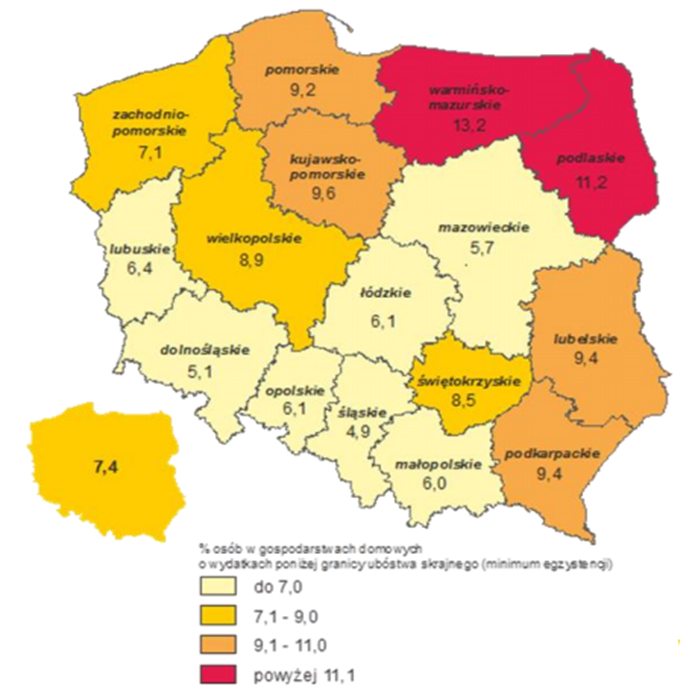 pomorskie
9,2
warmińsko-
mazurskie
13,2
zachodnio-
pomorskie
7,1
podlaskie
11,2
kujawsko-
pomorskie
9,6
mazowieckie
5,7
wielkopolskie
8,9
lubuskie
6,4
łódzkie
6,1
lubelskie
9,4
dolnośląskie
5,1
świętokrzyskie
8,5
opolskie
6,1
śląskie
4,9
małopolskie
6,0
podkarpackie
9,4
7,4
% osób w gospodarstwach domowych
o wydatkach poniżej granicy ubóstwa skrajnego (minimum egzystencji)
do 7,0
7,1 - 9,0
9,1 - 11,0
powyżej 11,1